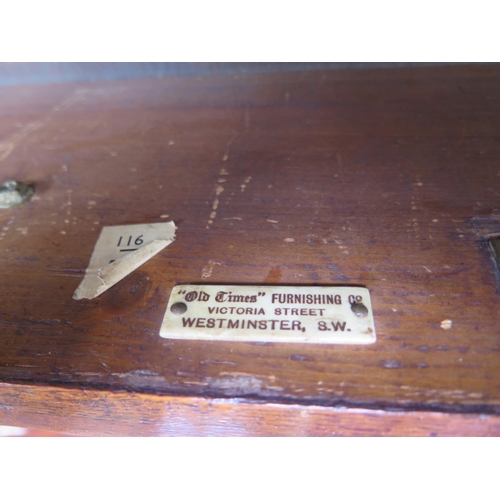 116
"Old Times" FURNISHING Co
VICTORIA STREET
WESTMINSTER, S.W.